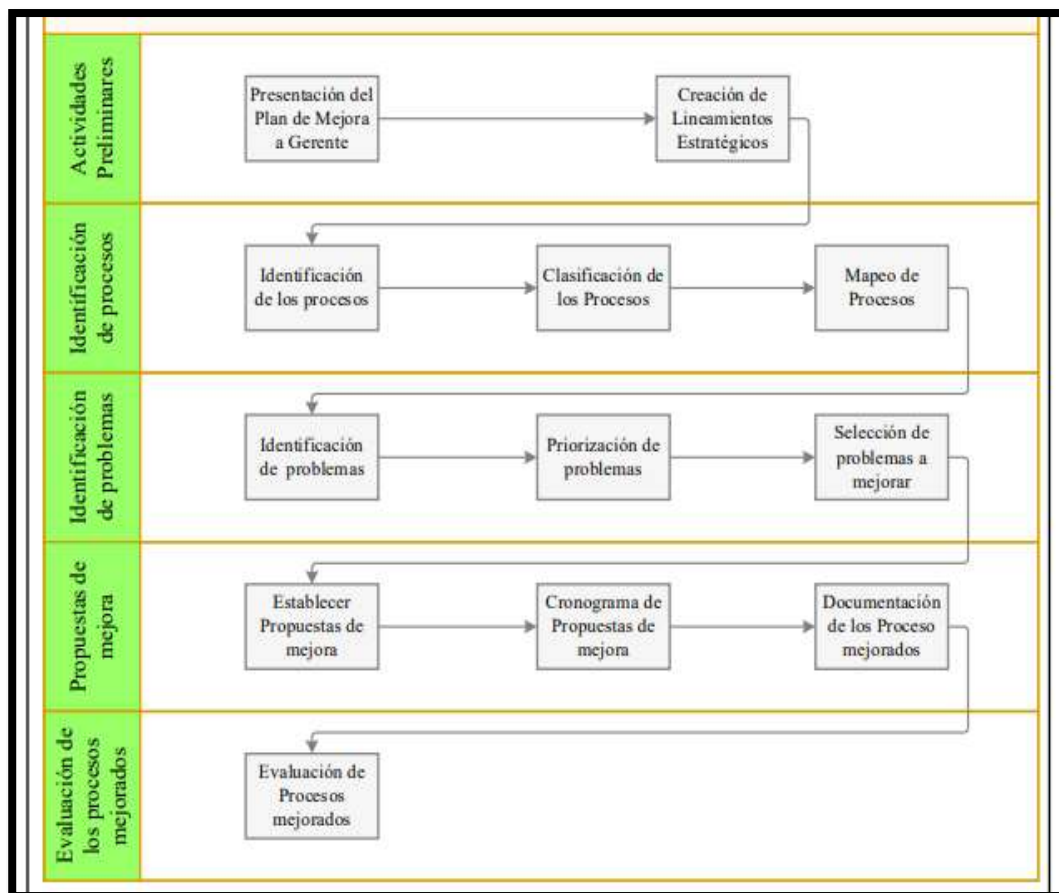 Actividades
Preliminares
Presentación del
Plan de Mejora
a Gerente
Creación de
Lineamientos
Estratégicos
Identificación
de procesos
Identificación
de los procesos
Clasificación de
los Procesos
Mapeo de
Procesos
Identificación
de problemas
Identificación
de problemas
Priorización de
problemas
Selección de
problemas a
mejorar
Propuestas de
mejora
Establecer
Propuestas de
mejora
Cronograma de
Propuestas de
mejora
Documentación
de los Proceso
mejorados
Evaluación de
los procesos
mejorados
Evaluación de
Procesos
mejorados